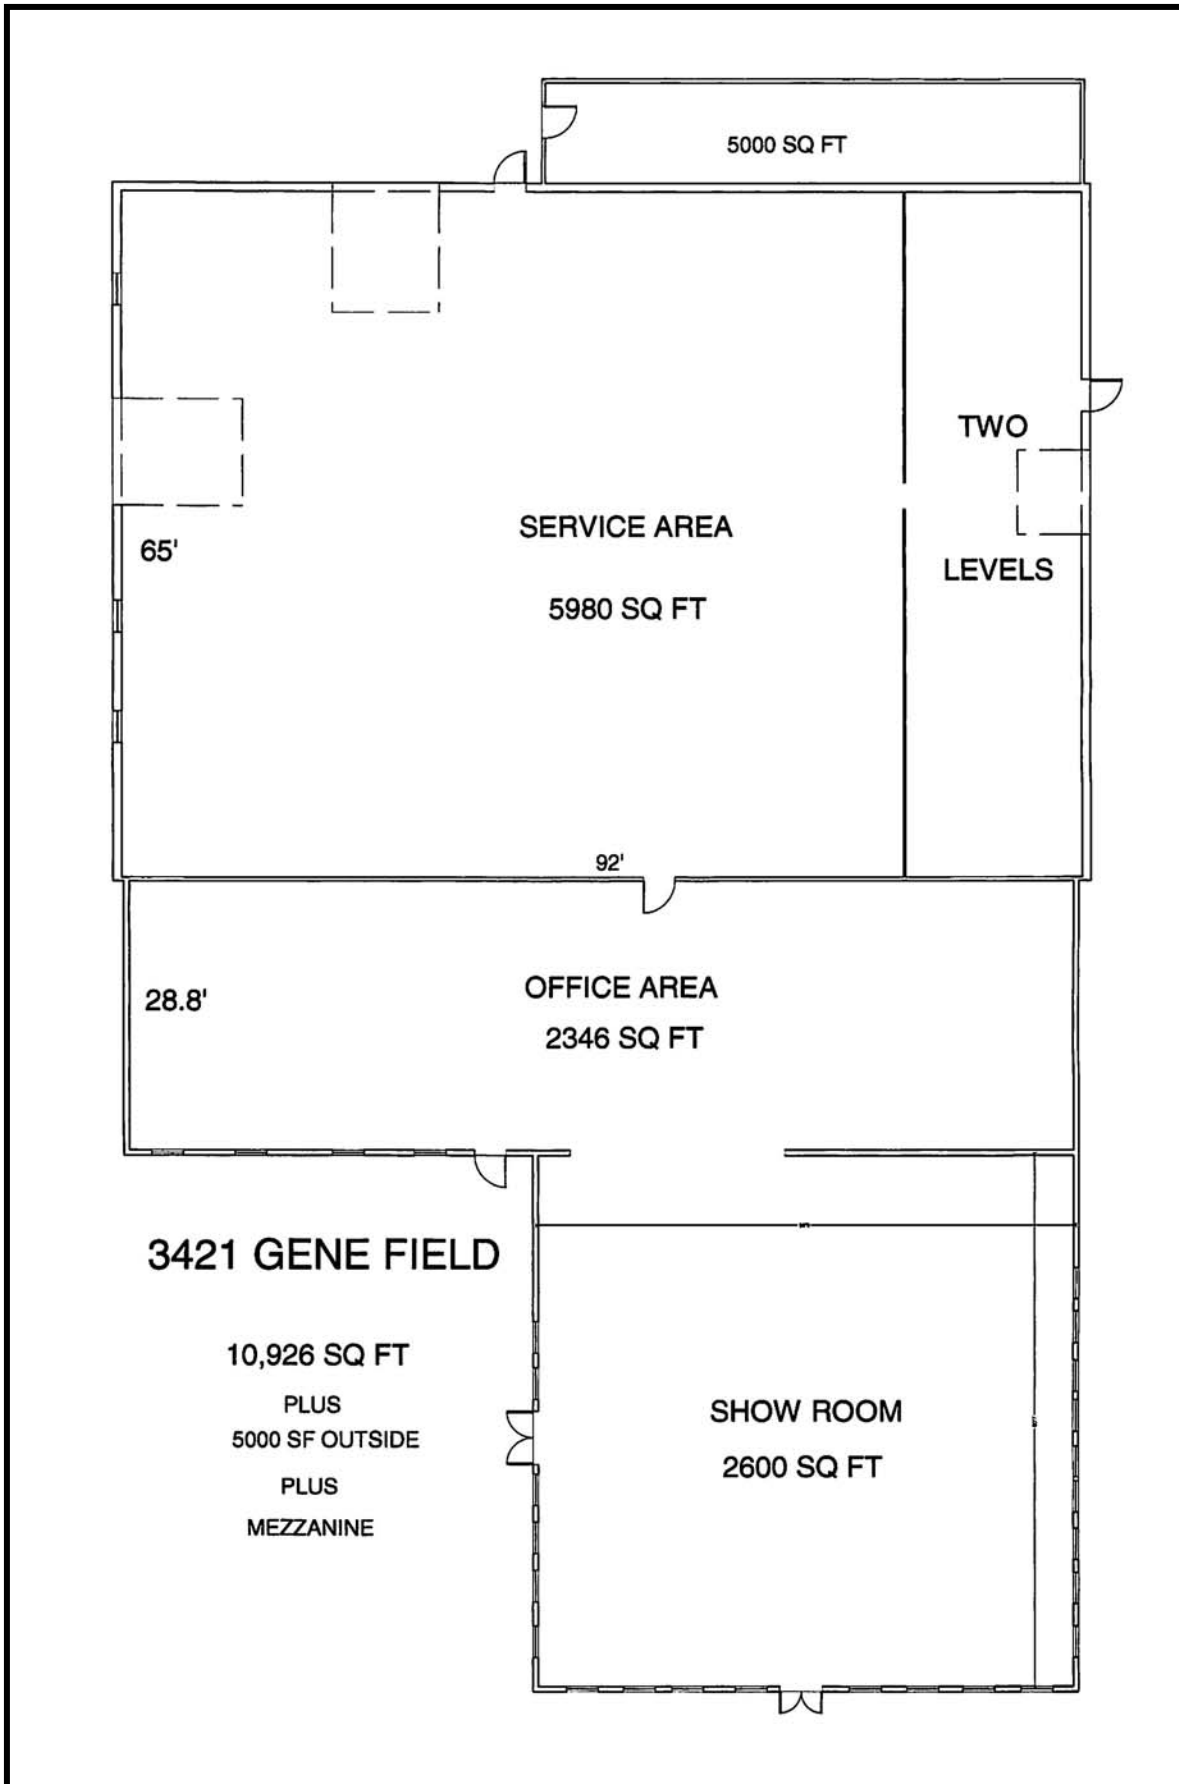 5000 SQ FT
TWO
LEVELS
SERVICE AREA
5980 SQ FT
65'
92'
OFFICE AREA
2346 SQ FT
28.8'
3421 GENE FIELD
10,926 SQ FT
PLUS
5000 SF OUTSIDE
PLUS
MEZZANINE
SHOW ROOM
2600 SQ FT